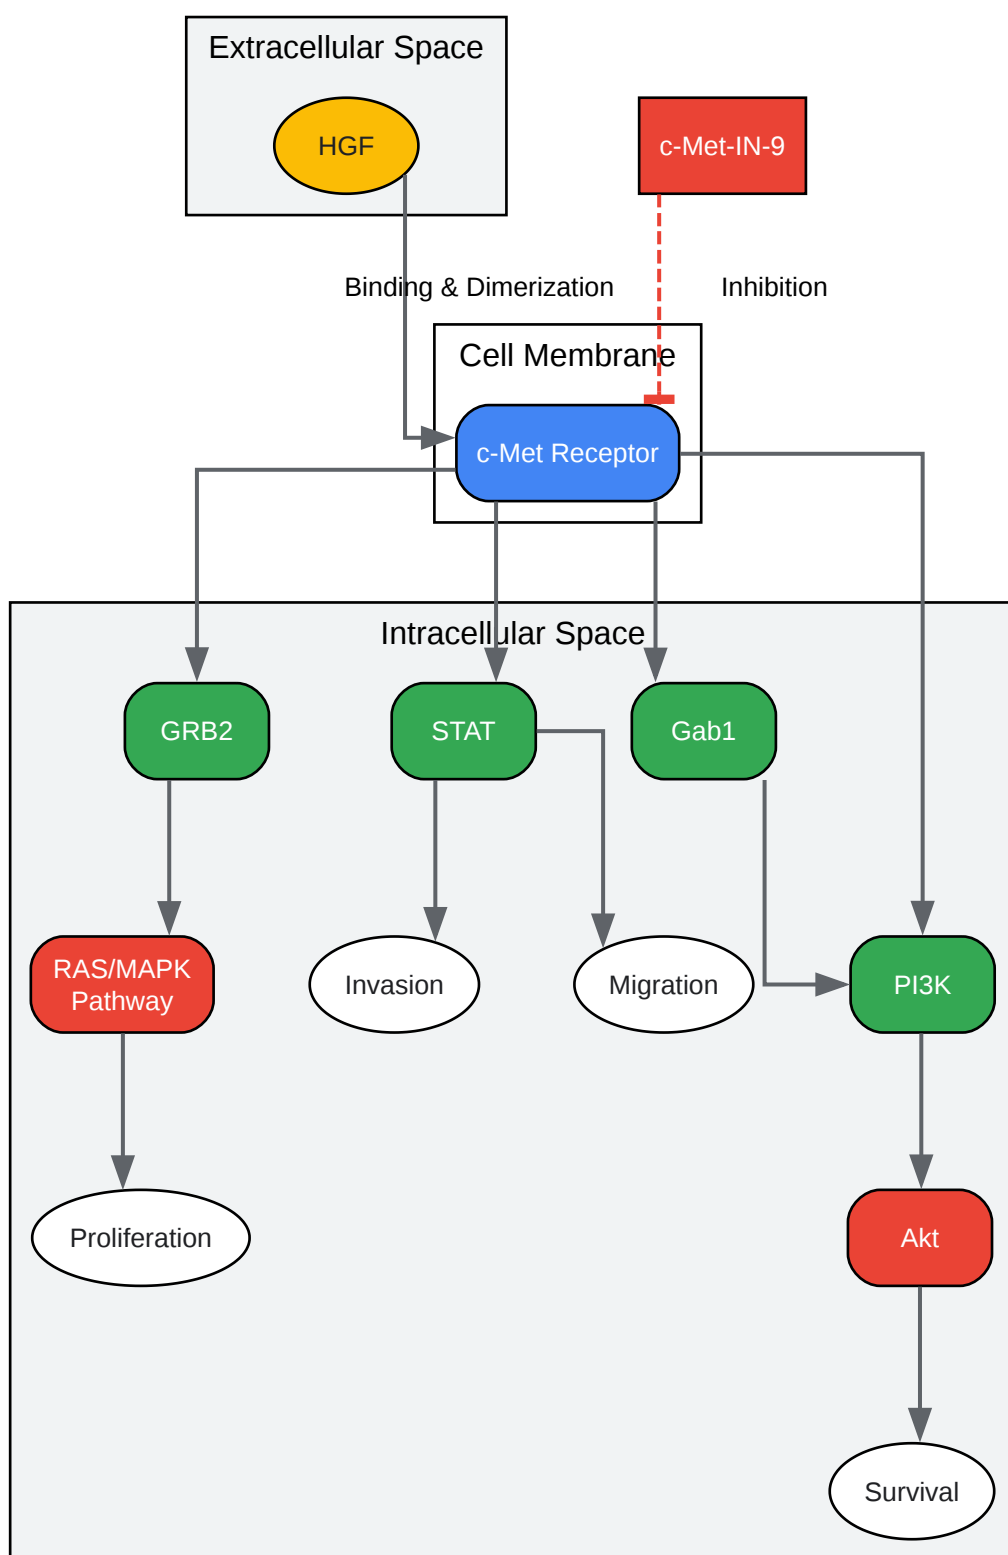 Extracellular Space
HGF
c-Met-IN-9
Binding & Dimerization
Inhibition
Cell Membrane
c-Met Receptor
Intracellular Space
GRB2
STAT
Gab1
RAS/MAPK
Pathway
Invasion
Migration
PI3K
Proliferation
Akt
Survival